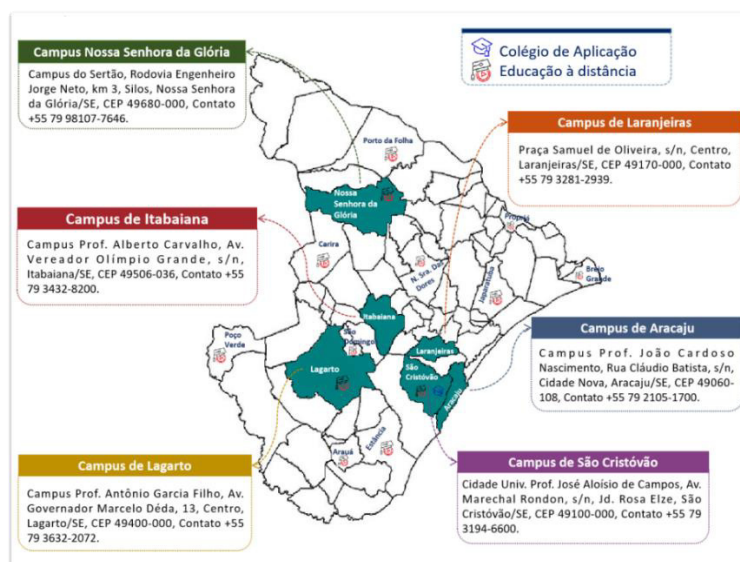 Campus Nossa Senhora da Glória
Campus do Sertão, Rodovia Engenheiro
Jorge Neto, km 3, Silos, Nossa Senhora
da Glória/SE, CEP 49680-000, Contato
+55 79 98107-7646.
Colégio de Aplicação
Educação à distância
Campus de Laranjeiras
Praça Samuel de Oliveira, s/n, Centro,
Laranjeiras/SE, CEP 49170-000, Contato
+55 79 3281-2939.
Porto da Folha
Nossa
Senhora da
Glória
Propriá
Campus de Itabaiana
Campus Prof. Alberto Carvalho, Av.
Vereador Olímpio Grande, s/n,
Itabaiana/SE, CEP 49506-036, Contato +55
79 3432-8200.
Carira
N. Sra. Das
Dores
Japaratuba
Brejo
Grande
Itabaiana
São
Domingo
Poço
Verde
Laranjeiras
Lagarto
São
Cristóvão
Aracaju
Campus de Aracaju
Campus Prof. João Cardoso
Nascimento, Rua Cláudio Batista, s/n,
Cidade Nova, Aracaju/SE, CEP 49060-
108, Contato +55 79 2105-1700.
Estância
Arauá
Campus de Lagarto
Campus Prof. Antônio Garcia Filho, Av.
Governador Marcelo Déda, 13, Centro,
Lagarto/SE, CEP 49400-000, Contato +55
79 3632-2072.
Campus de São Cristóvão
Cidade Univ. Prof. José Aloísio de Campos, Av.
Marechal Rondon, s/n, Jd. Rosa Elze, São
Cristóvão/SE, CEP 49100-000, Contato +55 79
3194-6600.